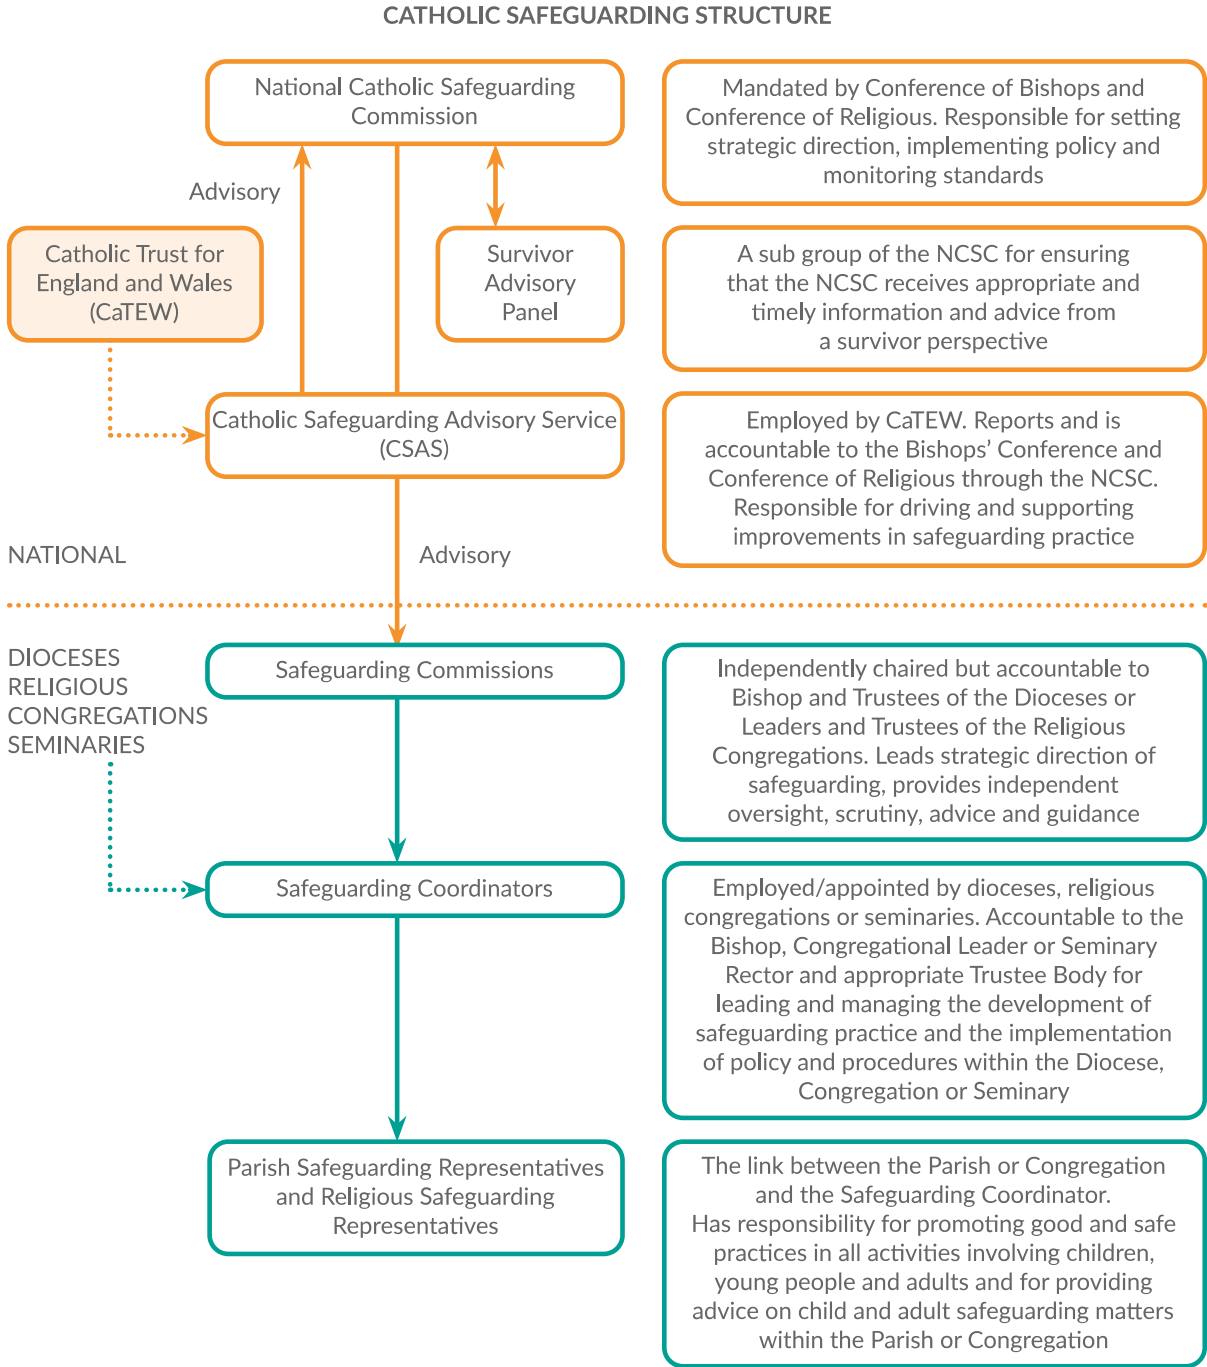 CATHOLIC SAFEGUARDING STRUCTURE
National Catholic Safeguarding
Commission
Mandated by Conference of Bishops and
Conference of Religious. Responsible for setting
strategic direction, implementing policy and
monitoring standards
Advisory
Catholic Trust for
England and Wales
(CaTEW)
Survivor
Advisory
Panel
A sub group of the NCSC for ensuring
that the NCSC receives appropriate and
timely information and advice from
a survivor perspective
Catholic Safeguarding Advisory Service
(CSAS)
Employed by CaTEW. Reports and is
accountable to the Bishops’ Conference and
Conference of Religious through the NCSC.
Responsible for driving and supporting
improvements in safeguarding practice
NATIONAL
Advisory
DIOCESES
RELIGIOUS
CONGREGATIONS
SEMINARIES
Safeguarding Commissions
Independently chaired but accountable to
Bishop and Trustees of the Dioceses or
Leaders and Trustees of the Religious
Congregations. Leads strategic direction of
safeguarding, provides independent
oversight, scrutiny, advice and guidance
Safeguarding Coordinators
Employed/appointed by dioceses, religious
congregations or seminaries. Accountable to the
Bishop, Congregational Leader or Seminary
Rector and appropriate Trustee Body for
leading and managing the development of
safeguarding practice and the implementation
of policy and procedures within the Diocese,
Congregation or Seminary
Parish Safeguarding Representatives
and Religious Safeguarding
Representatives
The link between the Parish or Congregation
and the Safeguarding Coordinator.
Has responsibility for promoting good and safe
practices in all activities involving children,
young people and adults and for providing
advice on child and adult safeguarding matters
within the Parish or Congregation